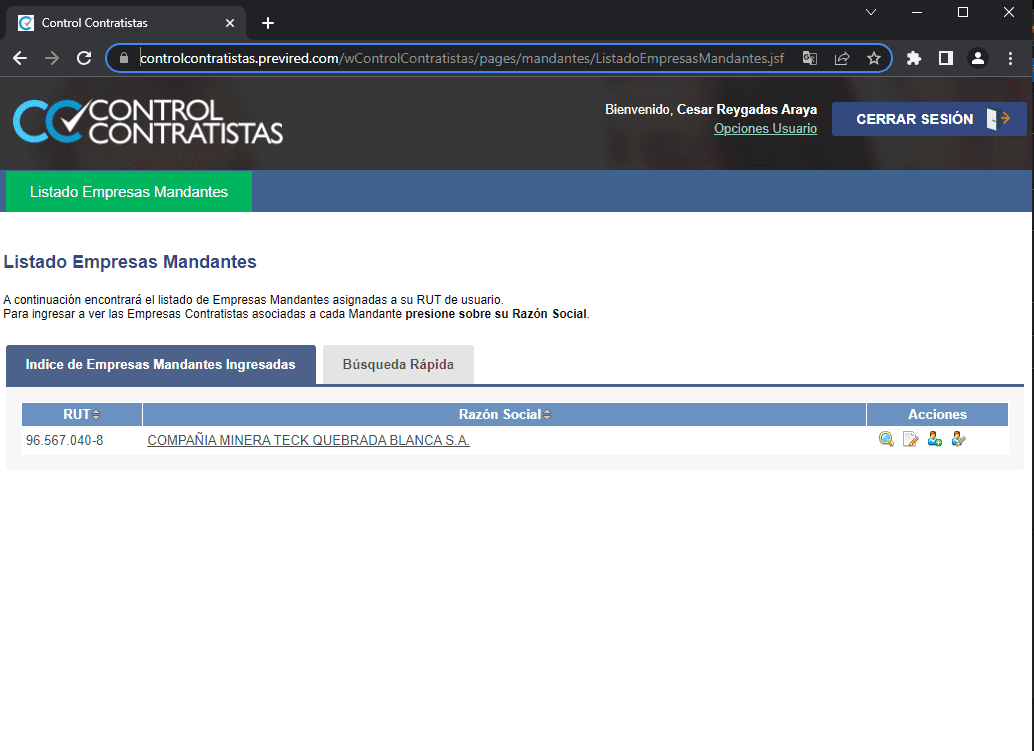 Control Contratistas
controlcontratistas.previred.com/wControlContratistas/pages/mandantes/ListadoEmpresasMandantes.jsf
CONTROL
CONTRATISTAS
Bienvenido, Cesar Reygadas Araya
Opciones Usuario
CERRAR SESIÓN
Listado Empresas Mandantes
Listado Empresas Mandantes
A continuación encontrará el listado de Empresas Mandantes asignadas a su RUT de usuario.
Para ingresar a ver las Empresas Contratistas asociadas a cada Mandante presione sobre su Razón Social.
Indice de Empresas Mandantes Ingresadas
Búsqueda Rápida
RUT Razón Social Acciones
96.567.040-8 COMPAÑIA MINERA TECK QUEBRADA BLANCA S.A.